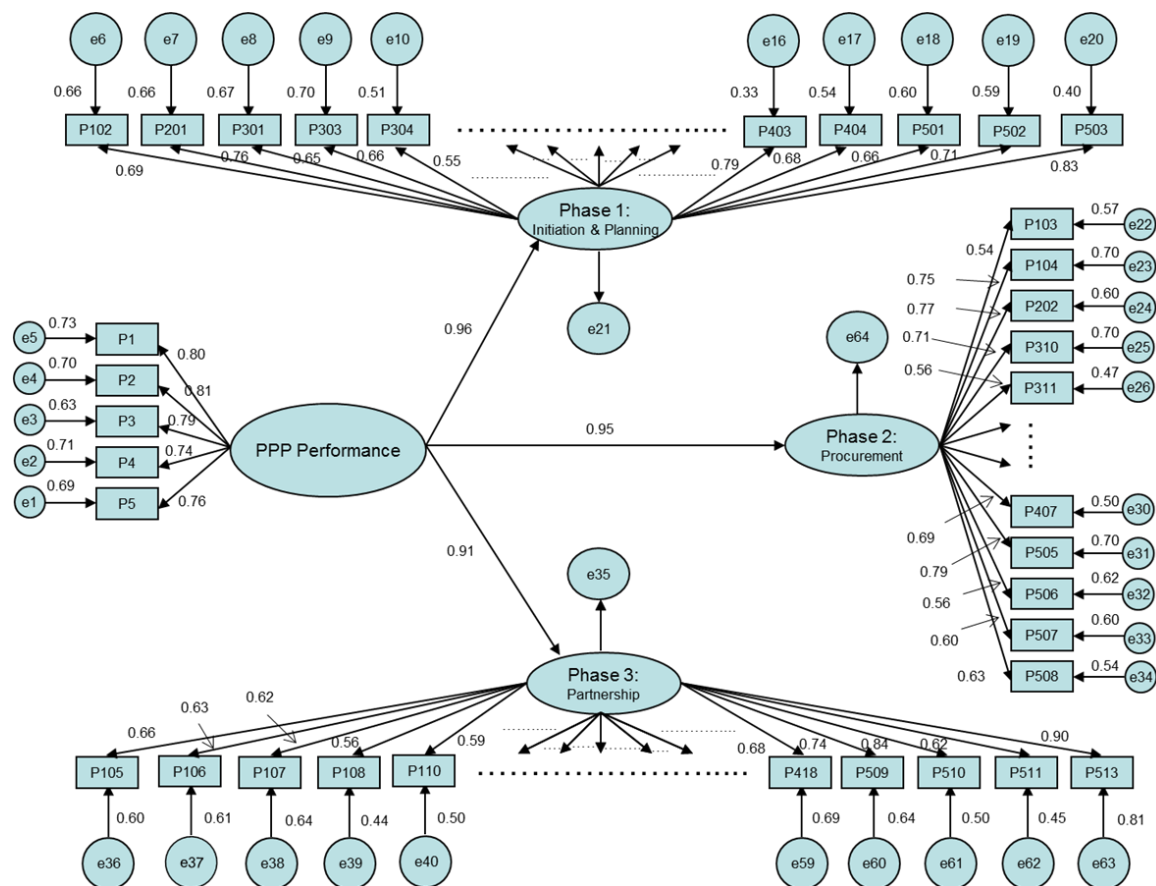 e6 e7 e8 e9 e10 e16 e17 e18 e19 e20
0.66 0.66 0.67 0.70 0.51 0.33 0.54 0.60 0.59 0.40
P102 P201 P301 P303 P304 P403 P404 P501 P502 P503
0.69 0.76 0.65 0.66 0.55 0.79 0.68 0.66 0.71 0.83
Phase 1:
Initiation & Planning
e21
0.96
e5 0.73 P1 0.80
e4 0.70 P2 0.81
e3 0.63 P3 0.79
e2 0.71 P4 0.74
e1 0.69 P5 0.76
PPP Performance
0.95
e64
Phase 2:
Procurement
0.54 P103 0.57 e22
0.75 P104 0.70 e23
0.77 P202 0.60 e24
0.71 P310 0.70 e25
0.56 P311 0.47 e26
0.69 P407 0.50 e30
0.79 P505 0.70 e31
0.56 P506 0.62 e32
0.60 P507 0.60 e33
0.63 P508 0.54 e34
0.91
e35
Phase 3:
Partnership
0.66 0.63 0.62 0.56 0.59 0.68 0.74 0.84 0.62 0.90
P105 P106 P107 P108 P110 P418 P509 P510 P511 P513
0.60 0.61 0.64 0.44 0.50 0.69 0.64 0.50 0.45 0.81
e36 e37 e38 e39 e40 e59 e60 e61 e62 e63